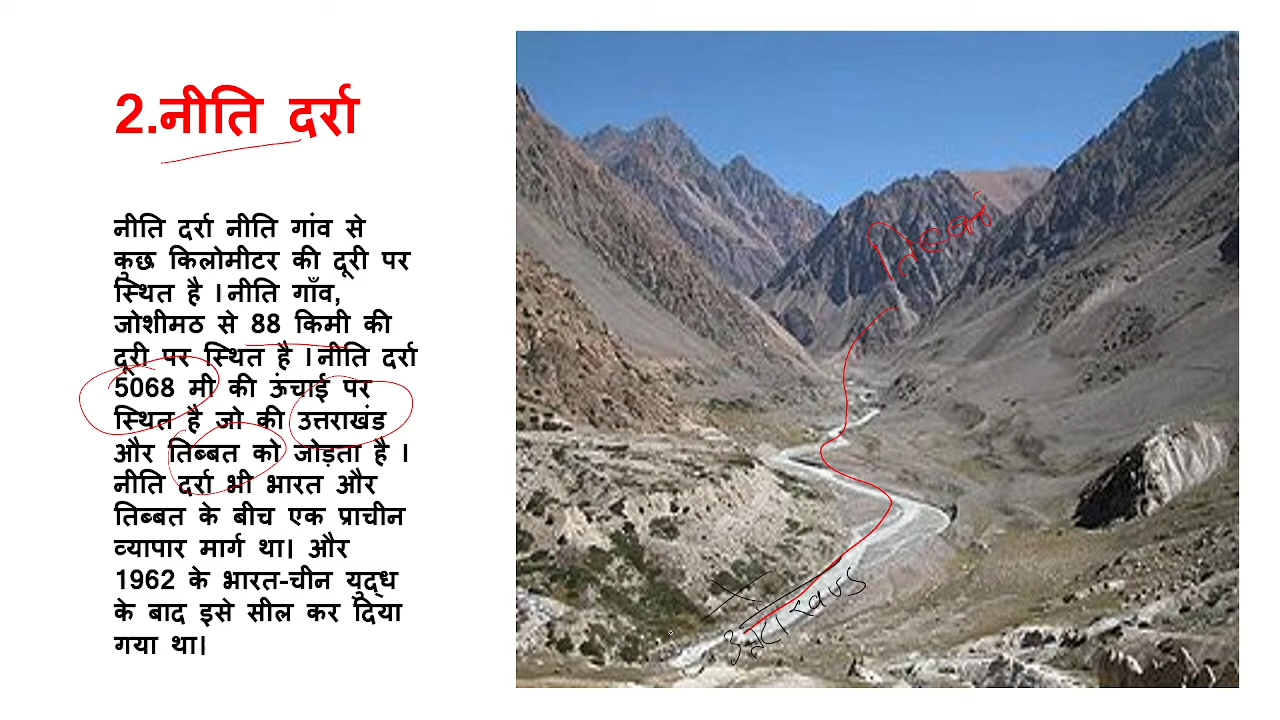 2.नीति दर्रा
नीति दर्रा नीति गांव से
कुछ किलोमीटर की दूरी पर
स्थित है ।नीति गाँव,
जोशीमठ से 88 किमी की
दूरी पर स्थित है ।नीति दर्रा
5068 मी की ऊंचाई पर
स्थित है जो की उत्तराखंड
और तिब्बत को जोड़ता है ।
नीति दर्रा भी भारत और
तिब्बत के बीच एक प्राचीन
व्यापार मार्ग था। और
1962 के भारत-चीन युद्ध
के बाद इसे सील कर दिया
गया था।